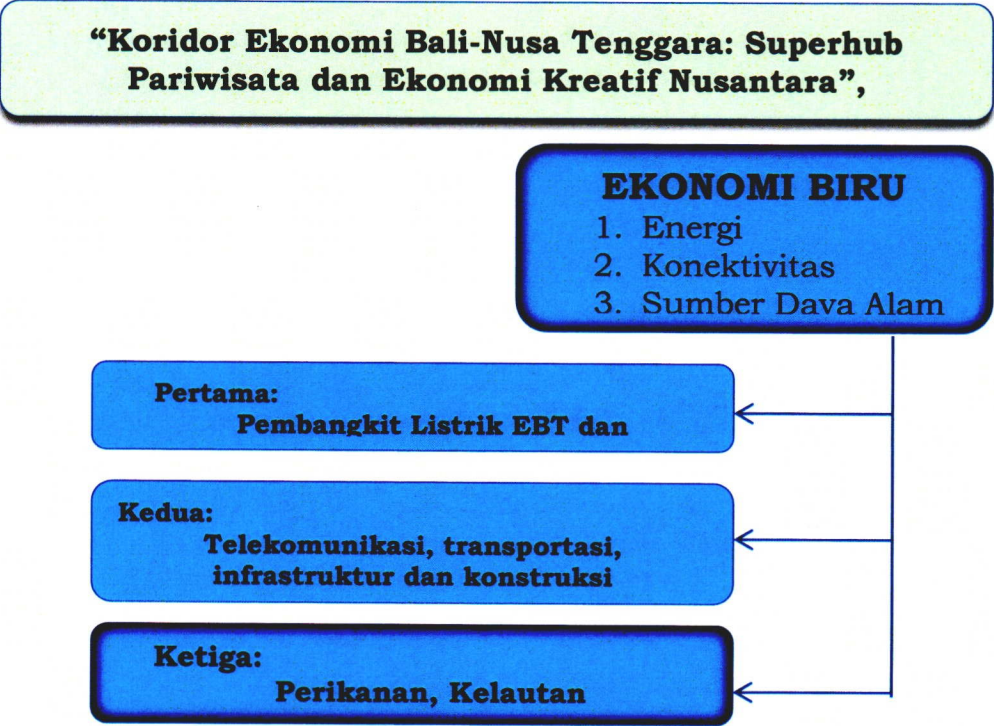 “Koridor Ekonomi Bali-Nusa Tenggara: Superhub
Pariwisata dan Ekonomi Kreatif Nusantara”,
EKONOMI BIRU
1. Energi
2. Konektivitas
3. Sumber Daya Alam
Pertama:
Pembangkit Listrik EBT dan
Kedua:
Telekomunikasi, transportasi,
infrastruktur dan konstruksi
Ketiga:
Perikanan, Kelautan